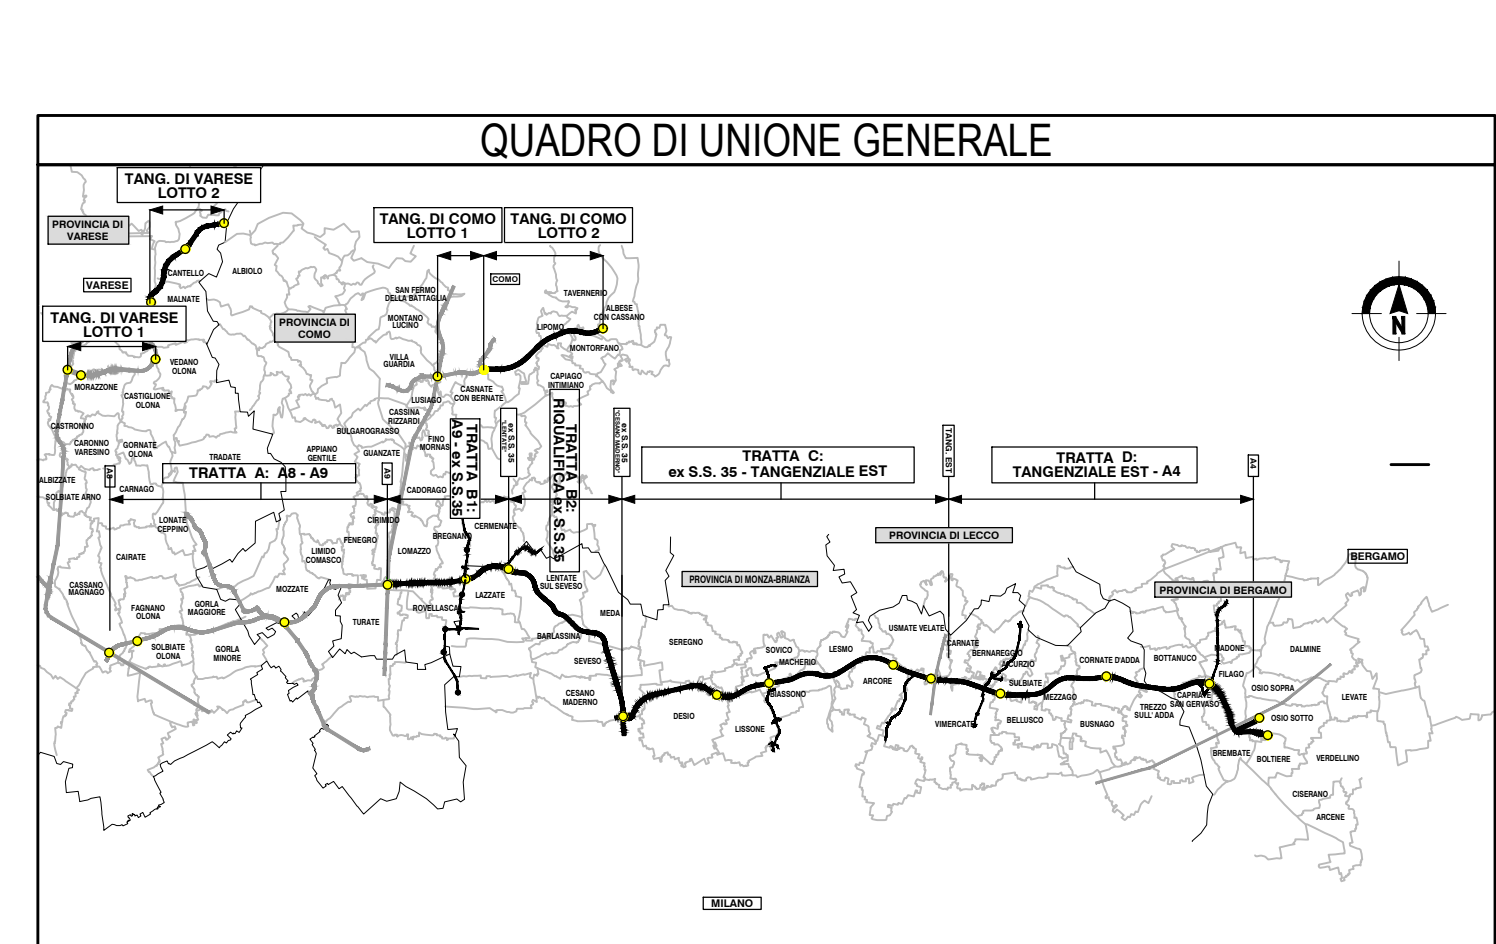 QUADRO DI UNIONE GENERALE
TANG. DI VARESE
LOTTO 2
PROVINCIA DI
VARESE
TANG. DI COMO
LOTTO 1
TANG. DI COMO
LOTTO 2
CANTELLO
ALBIOLO
VARESE
MALNATE
COMO
SAN FERMO
DELLA BATTAGLIA
TAVERNERIO
ALBESE
CON CASSANO
TANG. DI VARESE
LOTTO 1
PROVINCIA DI
COMO
MONTANO
LUCINO
LIPOMO
MONTORFANO
N
VEDANO
OLONA
VILLA
GUARDIA
MORAZZONE
CASTIGLIONE
OLONA
LUSIAGO
CASNATE
CON BERNATE
CAPIAGO
INTIMIANO
CASSINA
RIZZARDI
CASTRONNO
BULGAROGRASSO
CARONNO
VARESINO
GORNATE
OLONA
TRADATE
APPIANO
GENTILE
GUANZATE
FINO
MORNAS
TRATTA B1:
A9 - ex S.S.35
ex S.S. 35
"LENTATE"
TRATTA B2:
RIQUALIFICA ex S.S.35
ex S.S. 35
"CESANO MADERNO"
TRATTA C:
ex S.S. 35 - TANGENZIALE EST
TANG. EST
TRATTA D:
TANGENZIALE EST - A4
A4
A8
TRATTA A: A8 - A9
A9
ALBIZZATE
SOLBIATE ARNO
CARNAGO
CADORAGO
LONATE
CEPPINO
CIRIMIDO
FENEGRO
CERMENATE
BREGNANO
PROVINCIA DI LECCO
CAIRATE
LIMIDO
COMASCO
LOMAZZO
BERGAMO
CASSANO
MAGNAGO
MOZZATE
LAZZATE
LENTATE
SUL SEVESO
PROVINCIA DI MONZA-BRIANZA
PROVINCIA DI BERGAMO
FAGNANO
OLONA
GORLA
MAGGIORE
ROVELLASCA
TURATE
MEDA
BARLASSINA
SEREGNO
USMATE VELATE
CARNATE
SOLBIATE
OLONA
GORLA
MINORE
SOVICO
LESMO
MACHERIO
BERNAREGGIO
AICURZIO
CORNATE D'ADDA
BOTTANUCO
MADONE
DALMINE
SEVESO
ARCORE
SULBIATE
FILAGO
OSIO SOPRA
CESANO
MADERNO
BIASSONO
MEZZAGO
CAPRIATE
SAN GERVASO
LEVATE
DESIO
LISSONE
VIMERCATE
BELLUSCO
BUSNAGO
TREZZO
SULL' ADDA
OSIO SOTTO
BREMBATE
BOLTIERE
VERDELLINO
CISERANO
ARCENE
MILANO